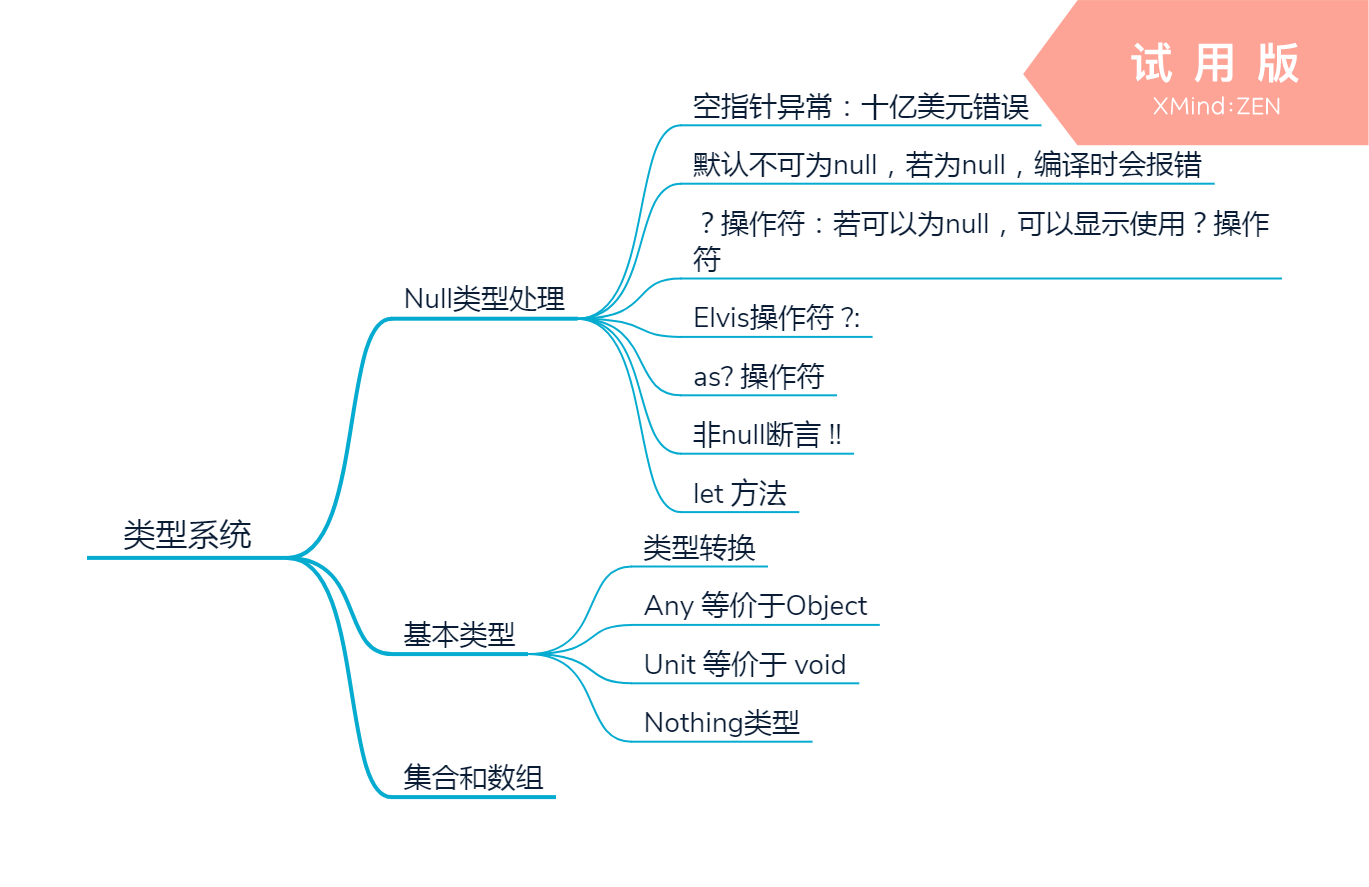 试用版
XMind:ZEN
空指针异常：十亿美元错误
默认不可为null，若为null，编译时会报错
？操作符：若可以为null，可以显示使用？操作
符
Null类型处理
Elvis操作符 ?:
as? 操作符
非null断言 !!
let 方法
类型系统
类型转换
Any 等价于Object
基本类型
Unit 等价于 void
Nothing类型
集合和数组